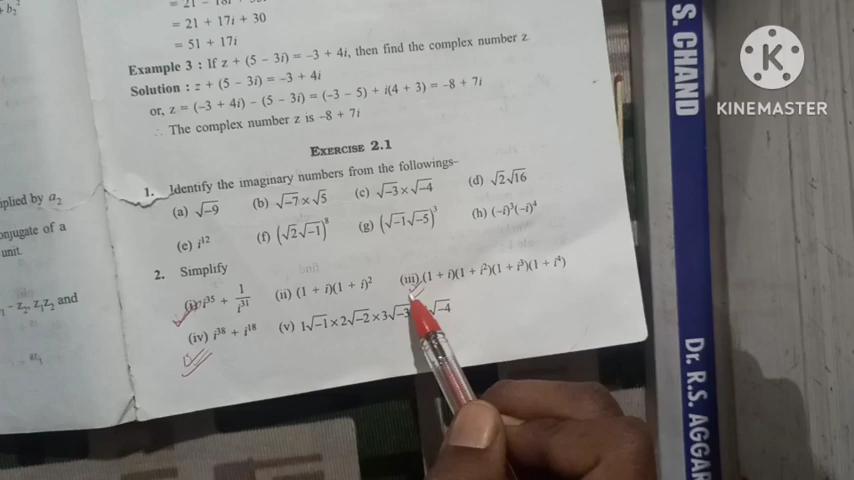 + b₂²
= 21 + 17i + 30
= 51 + 17i
Example 3 : If z + (5 − 3i) = −3 + 4i, then find the complex number z
Solution : z + (5 − 3i) = −3 + 4i
or, z = (−3 + 4i) − (5 − 3i) = (−3 − 5) + i(4 + 3) = −8 + 7i
∴ The complex number z is −8 + 7i
EXERCISE 2.1
1. Identify the imaginary numbers from the followings–
(a) √−9 (b) √−7 × √5 (c) √−3 × √−4 (d) √2√16
(e) i¹² (f) (√2√−1)⁸ (g) (√−1√−5)³ (h) (−i)³(−i)⁴
2. Simplify
(i) i³⁵ + 1/i³¹ (ii) (1 + i)(1 + i)² (iii) (1 + i)(1 + i²)(1 + i³)(1 + i⁴)
(iv) i³⁸ + i¹⁸ (v) 1√−1 × 2√−2 × 3√−3 √−4
plied by a₂
onjugate of a
unit.
− z₂, z₁z₂ and
S. CHAND
Dr. R.S. AGGAR
KINEMASTER